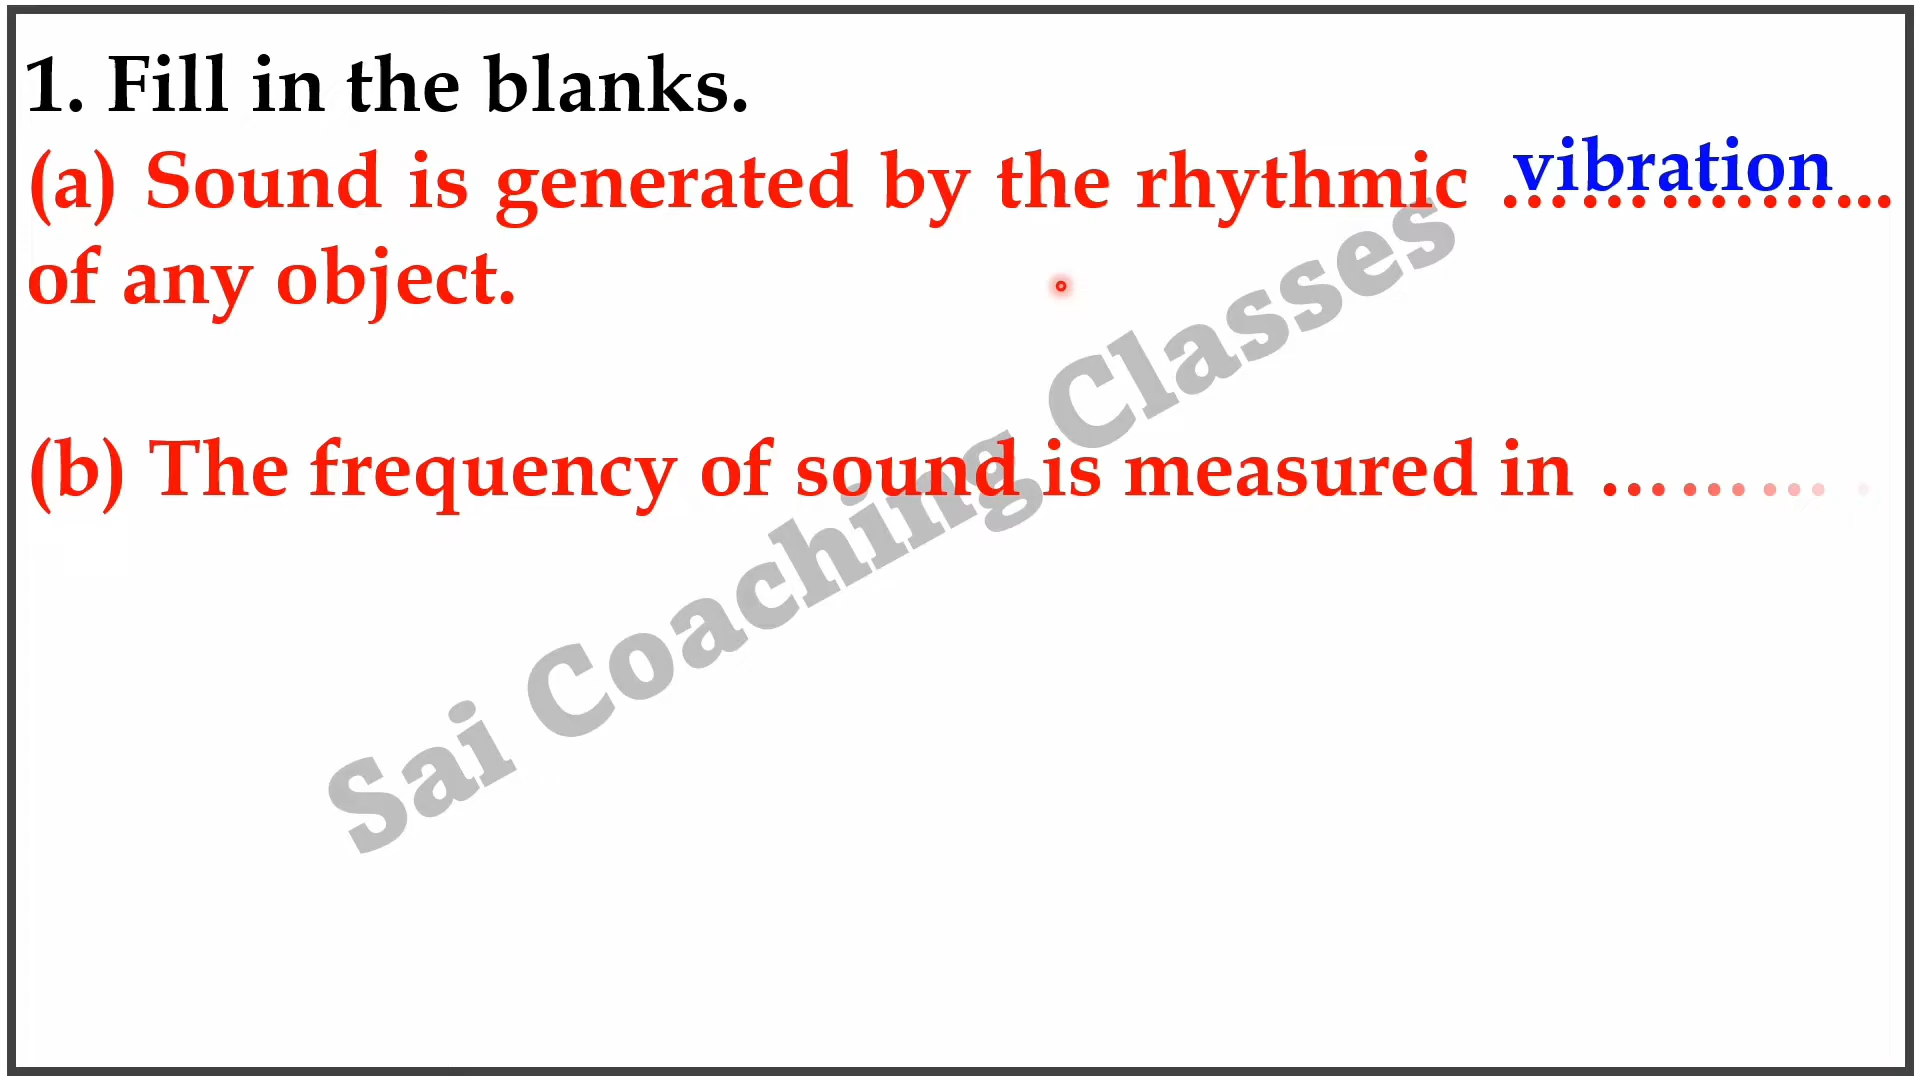 1. Fill in the blanks.
(a) Sound is generated by the rhythmic ...vibration...
of any object.
(b) The frequency of sound is measured in ..........
Sai Coaching Classes